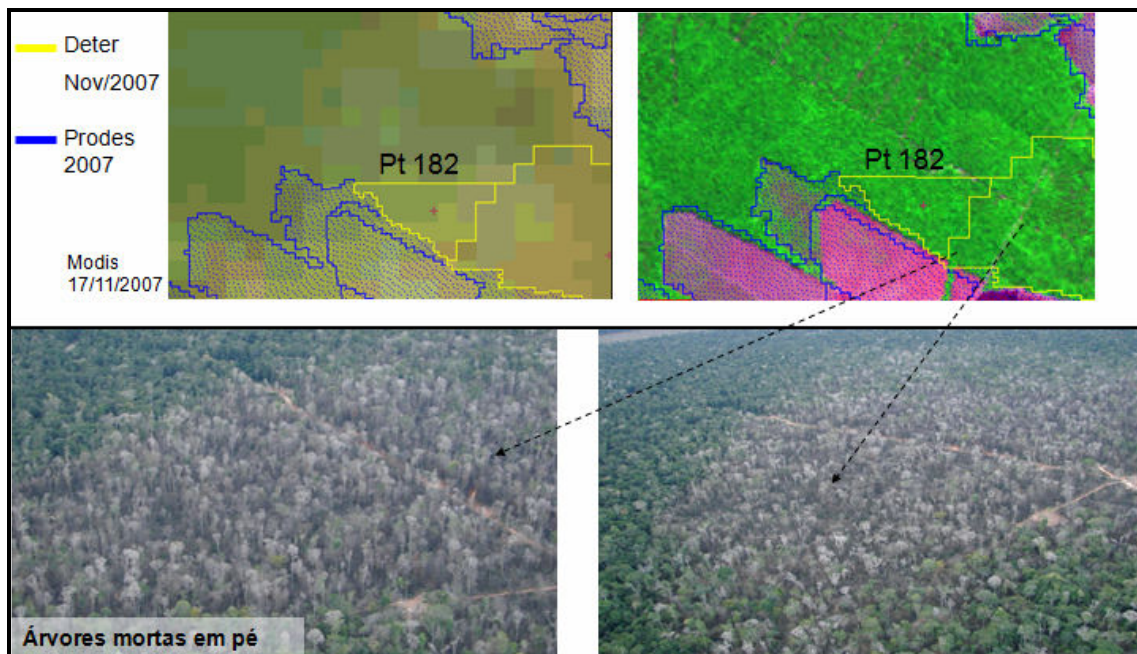 Deter
Nov/2007
Prodes
2007
Modis
17/11/2007
Pt 182
Pt 182
Árvores mortas em pé